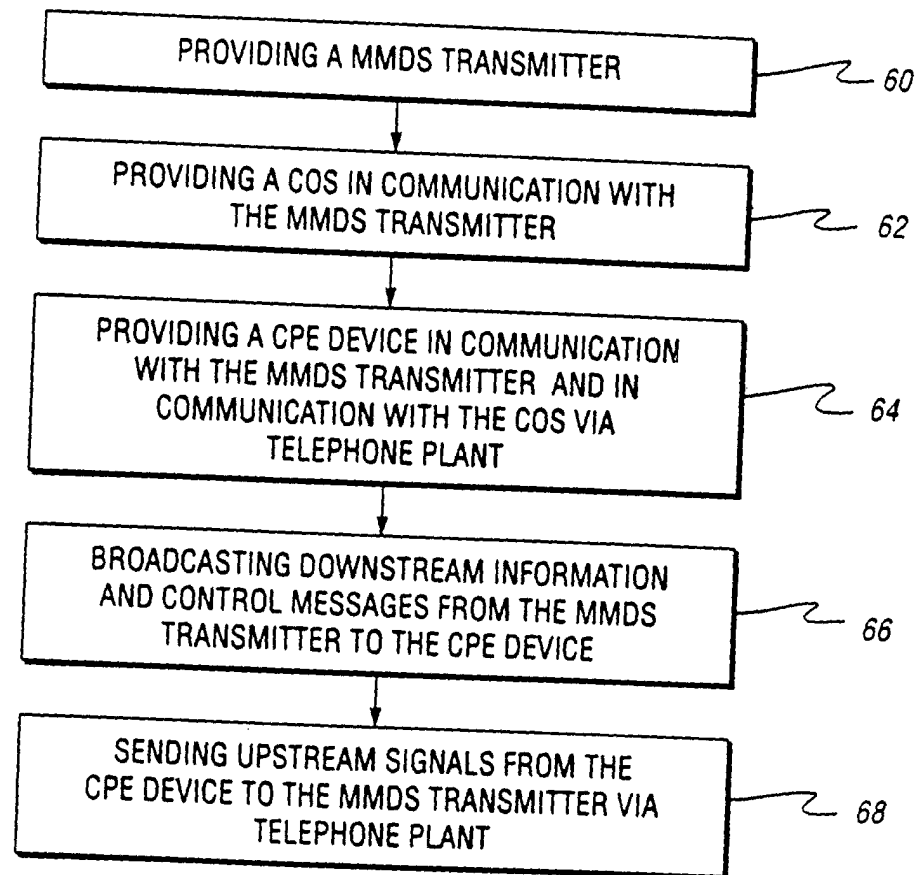 PROVIDING A MMDS TRANSMITTER
60
PROVIDING A COS IN COMMUNICATION WITH
THE MMDS TRANSMITTER
62
PROVIDING A CPE DEVICE IN COMMUNICATION
WITH THE MMDS TRANSMITTER AND IN
COMMUNICATION WITH THE COS VIA
TELEPHONE PLANT
64
BROADCASTING DOWNSTREAM INFORMATION
AND CONTROL MESSAGES FROM THE MMDS
TRANSMITTER TO THE CPE DEVICE
66
SENDING UPSTREAM SIGNALS FROM THE
CPE DEVICE TO THE MMDS TRANSMITTER VIA
TELEPHONE PLANT
68